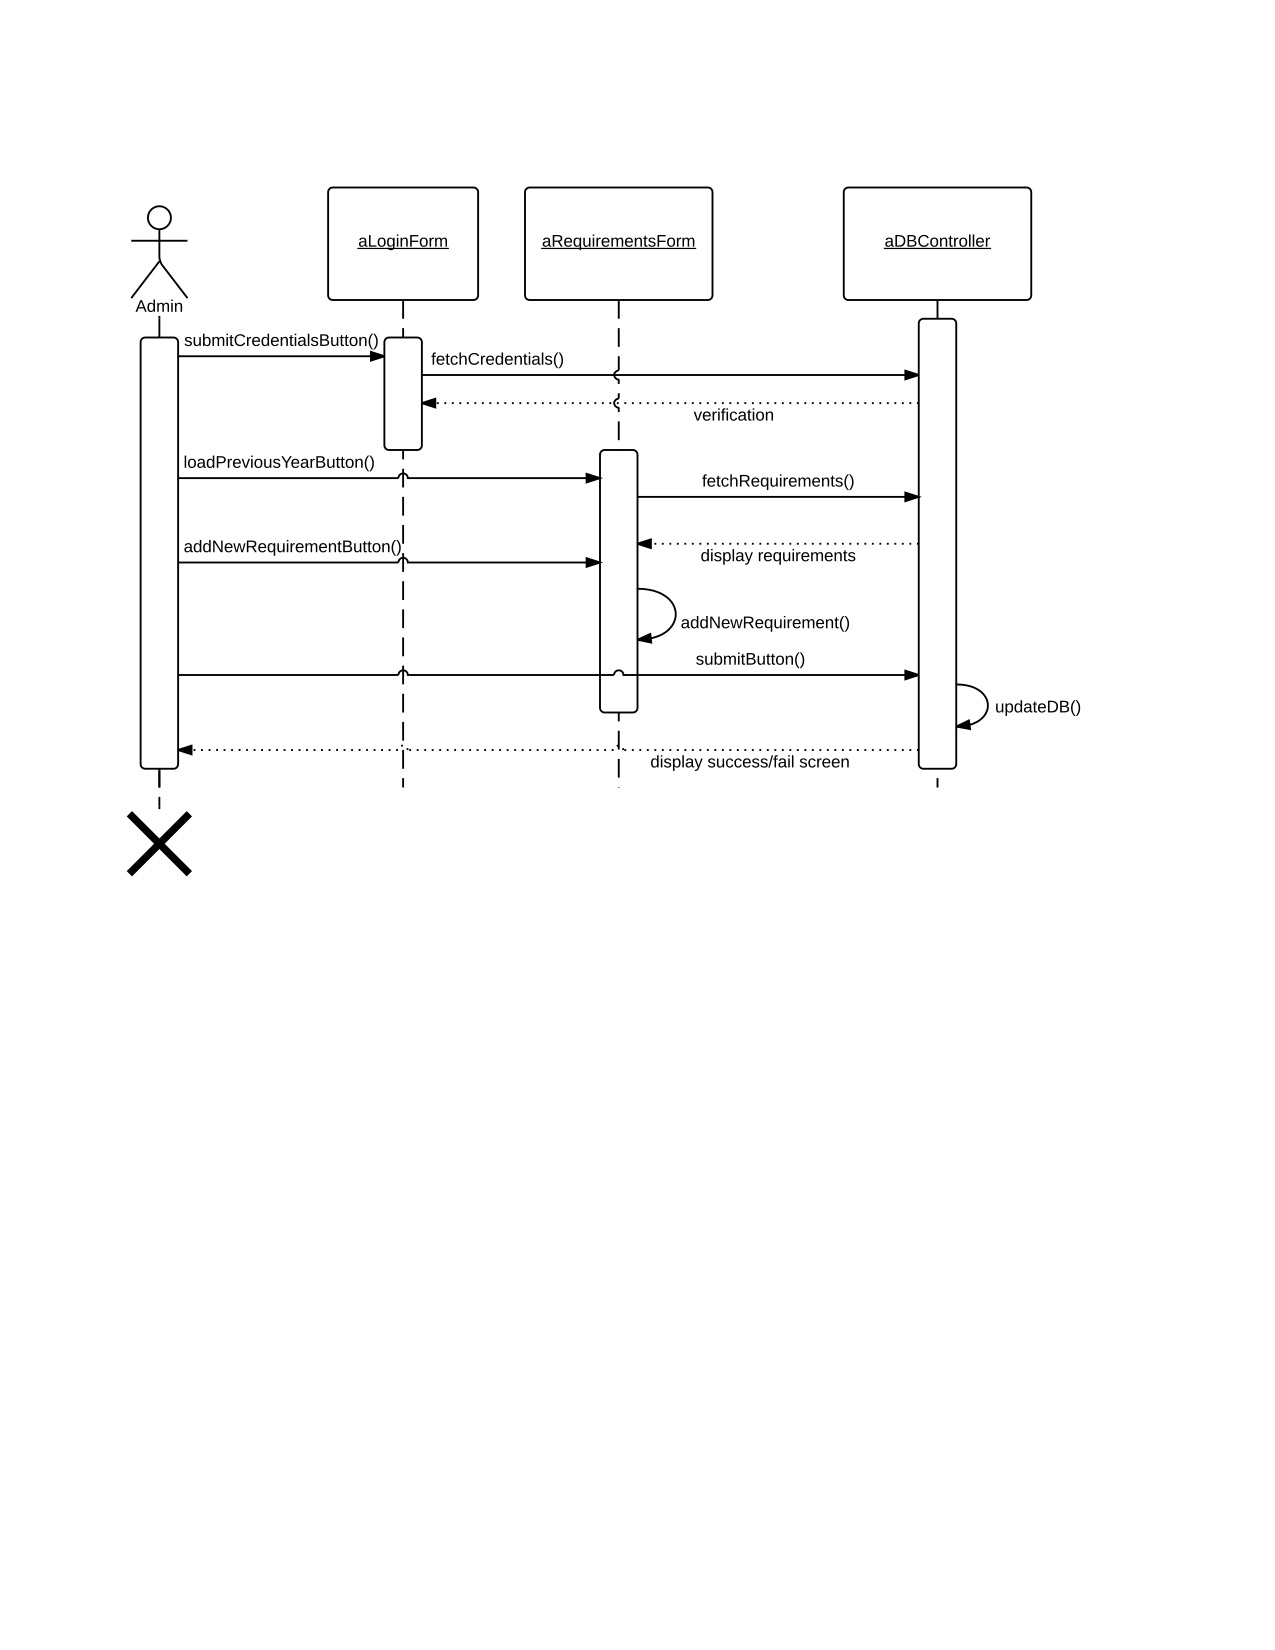 aLoginForm
aRequirementsForm
aDBController
Admin
submitCredentialsButton()
fetchCredentials()
verification
loadPreviousYearButton()
fetchRequirements()
addNewRequirementButton()
display requirements
addNewRequirement()
submitButton()
updateDB()
display success/fail screen